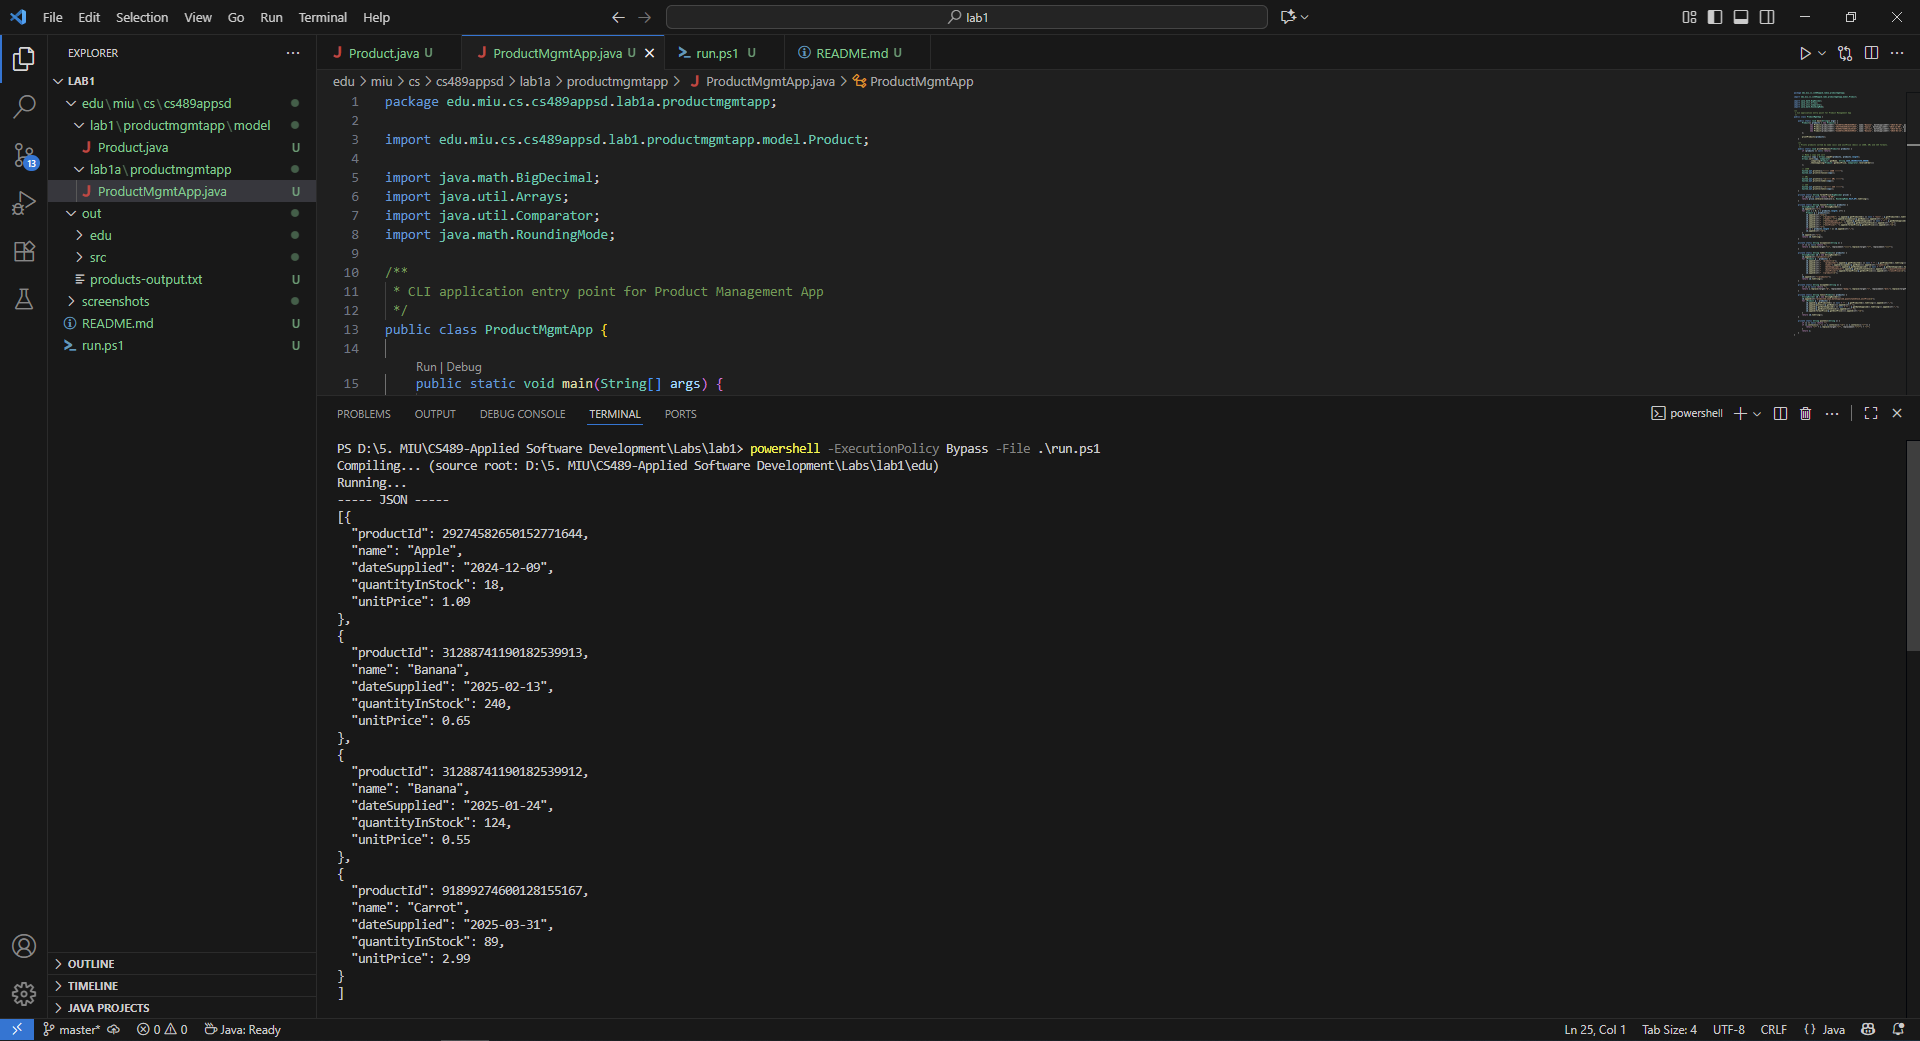 File Edit Selection View Go Run Terminal Help
lab1
EXPLORER
LAB1
edu\miu\cs\cs489appsd
lab1\productmgmtapp\model
Product.java U
lab1a\productmgmtapp
ProductMgmtApp.java U
out
edu
src
products-output.txt U
screenshots
README.md U
run.ps1 U
OUTLINE
TIMELINE
JAVA PROJECTS
13
Product.java U ProductMgmtApp.java U run.ps1 U README.md U
edu > miu > cs > cs489appsd > lab1a > productmgmtapp > ProductMgmtApp.java > ProductMgmtApp
1 package edu.miu.cs.cs489appsd.lab1a.productmgmtapp;
2
3 import edu.miu.cs.cs489appsd.lab1.productmgmtapp.model.Product;
4
5 import java.math.BigDecimal;
6 import java.util.Arrays;
7 import java.util.Comparator;
8 import java.math.RoundingMode;
9
10 /**
11 * CLI application entry point for Product Management App
12 */
13 public class ProductMgmtApp {
14
Run | Debug
15 public static void main(String[] args) {
PROBLEMS OUTPUT DEBUG CONSOLE TERMINAL PORTS
powershell
PS D:\5. MIU\CS489-Applied Software Development\Labs\lab1> powershell -ExecutionPolicy Bypass -File .\run.ps1
Compiling... (source root: D:\5. MIU\CS489-Applied Software Development\Labs\lab1\edu)
Running...
----- JSON -----
[{
"productId": 29274582650152771644,
"name": "Apple",
"dateSupplied": "2024-12-09",
"quantityInStock": 18,
"unitPrice": 1.09
},
{
"productId": 31288741190182539913,
"name": "Banana",
"dateSupplied": "2025-02-13",
"quantityInStock": 240,
"unitPrice": 0.65
},
{
"productId": 31288741190182539912,
"name": "Banana",
"dateSupplied": "2025-01-24",
"quantityInStock": 124,
"unitPrice": 0.55
},
{
"productId": 91899274600128155167,
"name": "Carrot",
"dateSupplied": "2025-03-31",
"quantityInStock": 89,
"unitPrice": 2.99
}
]
master* 0 0 Java: Ready
Ln 25, Col 1 Tab Size: 4 UTF-8 CRLF {} Java